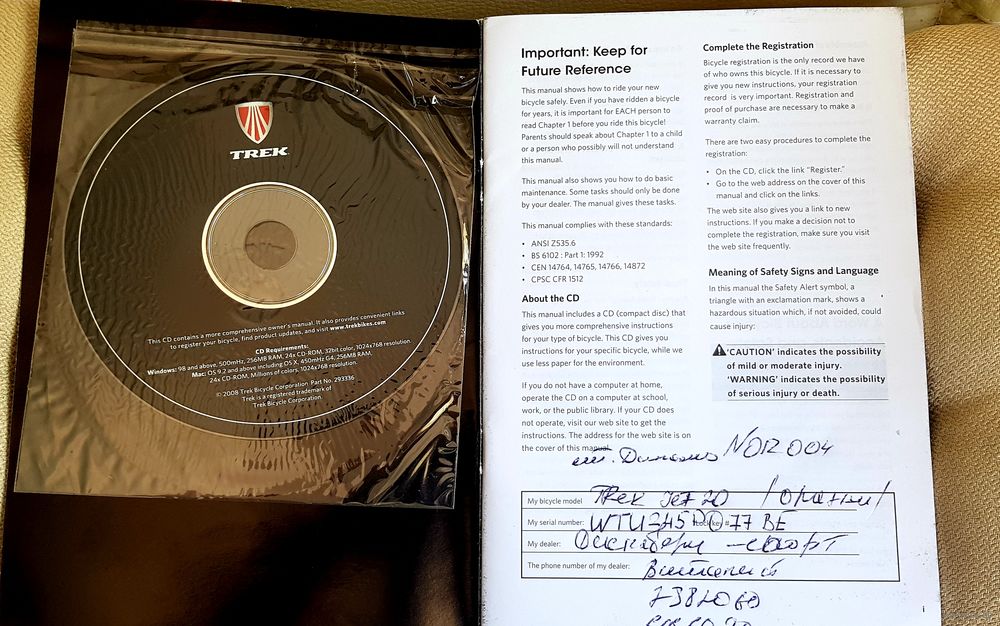 TREK
This CD contains a more comprehensive owner's manual. It also provides convenient links
to register your bicycle, find product updates, and visit www.trekbikes.com
CD Requirements:
Windows: 98 and above, 500mHz, 256MB RAM, 24x CD-ROM, 32bit color, 1024x768 resolution.
Mac: OS 9.2 and above including OS X, 450mHz G4, 256MB RAM,
24x CD-ROM, Millions of colors, 1024x768 resolution.
© 2008 Trek Bicycle Corporation Part No. 293336
Trek is a registered trademark of
Trek Bicycle Corporation
Important: Keep for
Future Reference
This manual shows how to ride your new
bicycle safely. Even if you have ridden a bicycle
for years, it is important for EACH person to
read Chapter 1 before you ride this bicycle!
Parents should speak about Chapter 1 to a child
or a person who possibly will not understand
this manual.
This manual also shows you how to do basic
maintenance. Some tasks should only be done
by your dealer. The manual gives these tasks.
This manual complies with these standards:
• ANSI Z535.6
• BS 6102 : Part 1: 1992
• CEN 14764, 14765, 14766, 14872
• CPSC CFR 1512
About the CD
This manual includes a CD (compact disc) that
gives you more comprehensive instructions
for your type of bicycle. This CD gives you
instructions for your specific bicycle, while we
use less paper for the environment.
If you do not have a computer at home,
operate the CD on a computer at school,
work, or the public library. If your CD does
not operate, visit our web site to get the
instructions. The address for the web site is on
the cover of this manual.
Complete the Registration
Bicycle registration is the only record we have
of who owns this bicycle. If it is necessary to
give you new instructions, your registration
record is very important. Registration and
proof of purchase are necessary to make a
warranty claim.
There are two easy procedures to complete the
registration:
• On the CD, click the link "Register."
• Go to the web address on the cover of this
manual and click on the links.
The web site also gives you a link to new
instructions. If you make a decision not to
complete the registration, make sure you visit
the web site frequently.
Meaning of Safety Signs and Language
In this manual the Safety Alert symbol, a
triangle with an exclamation mark, shows a
hazardous situation which, if not avoided, could
cause injury:
'CAUTION' indicates the possibility
of mild or moderate injury.
'WARNING' indicates the possibility
of serious injury or death.
My bicycle model Trek Jet 20
My serial number:
My dealer: спорт
The phone number of my dealer:
i